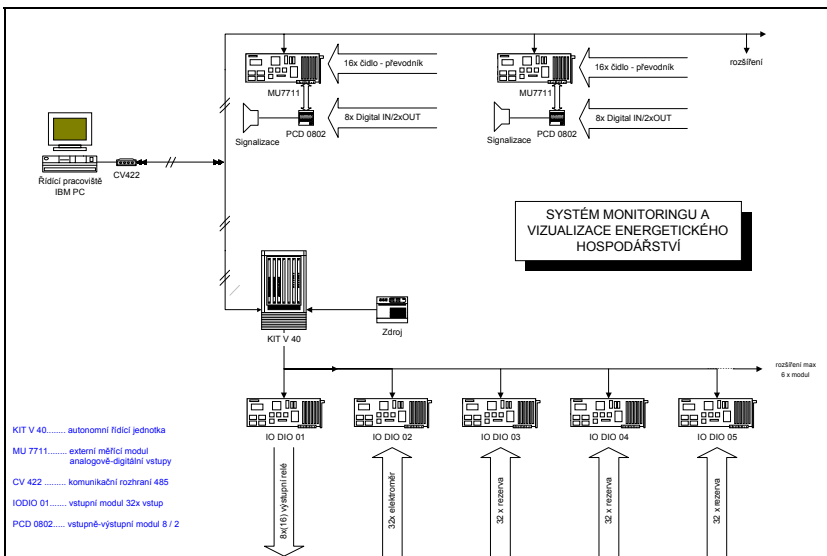 16x čidlo - převodník
16x čidlo - převodník
rozšíření
MU7711
MU7711
8x Digital IN/2xOUT
8x Digital IN/2xOUT
Signalizace
PCD 0802
Signalizace
PCD 0802
CV422
Řídící pracoviště
IBM PC
SYSTÉM MONITORINGU A
VIZUALIZACE ENERGETICKÉHO
HOSPODÁŘSTVÍ
KIT V 40
Zdroj
rozšíření max
6 x modul
IO DIO 01
IO DIO 02
IO DIO 03
IO DIO 04
IO DIO 05
KIT V 40........ autonomní řídící jednotka
MU 7711....... externí měřící modul
analogově-digitální vstupy
CV 422 ......... komunikační rozhraní 485
IODIO 01....... vstupní modul 32x vstup
PCD 0802..... vstupně-výstupní modul 8 / 2
8x(16) výstupní relé
32x elektroměr
32 x rezerva
32 x rezerva
32 x rezerva